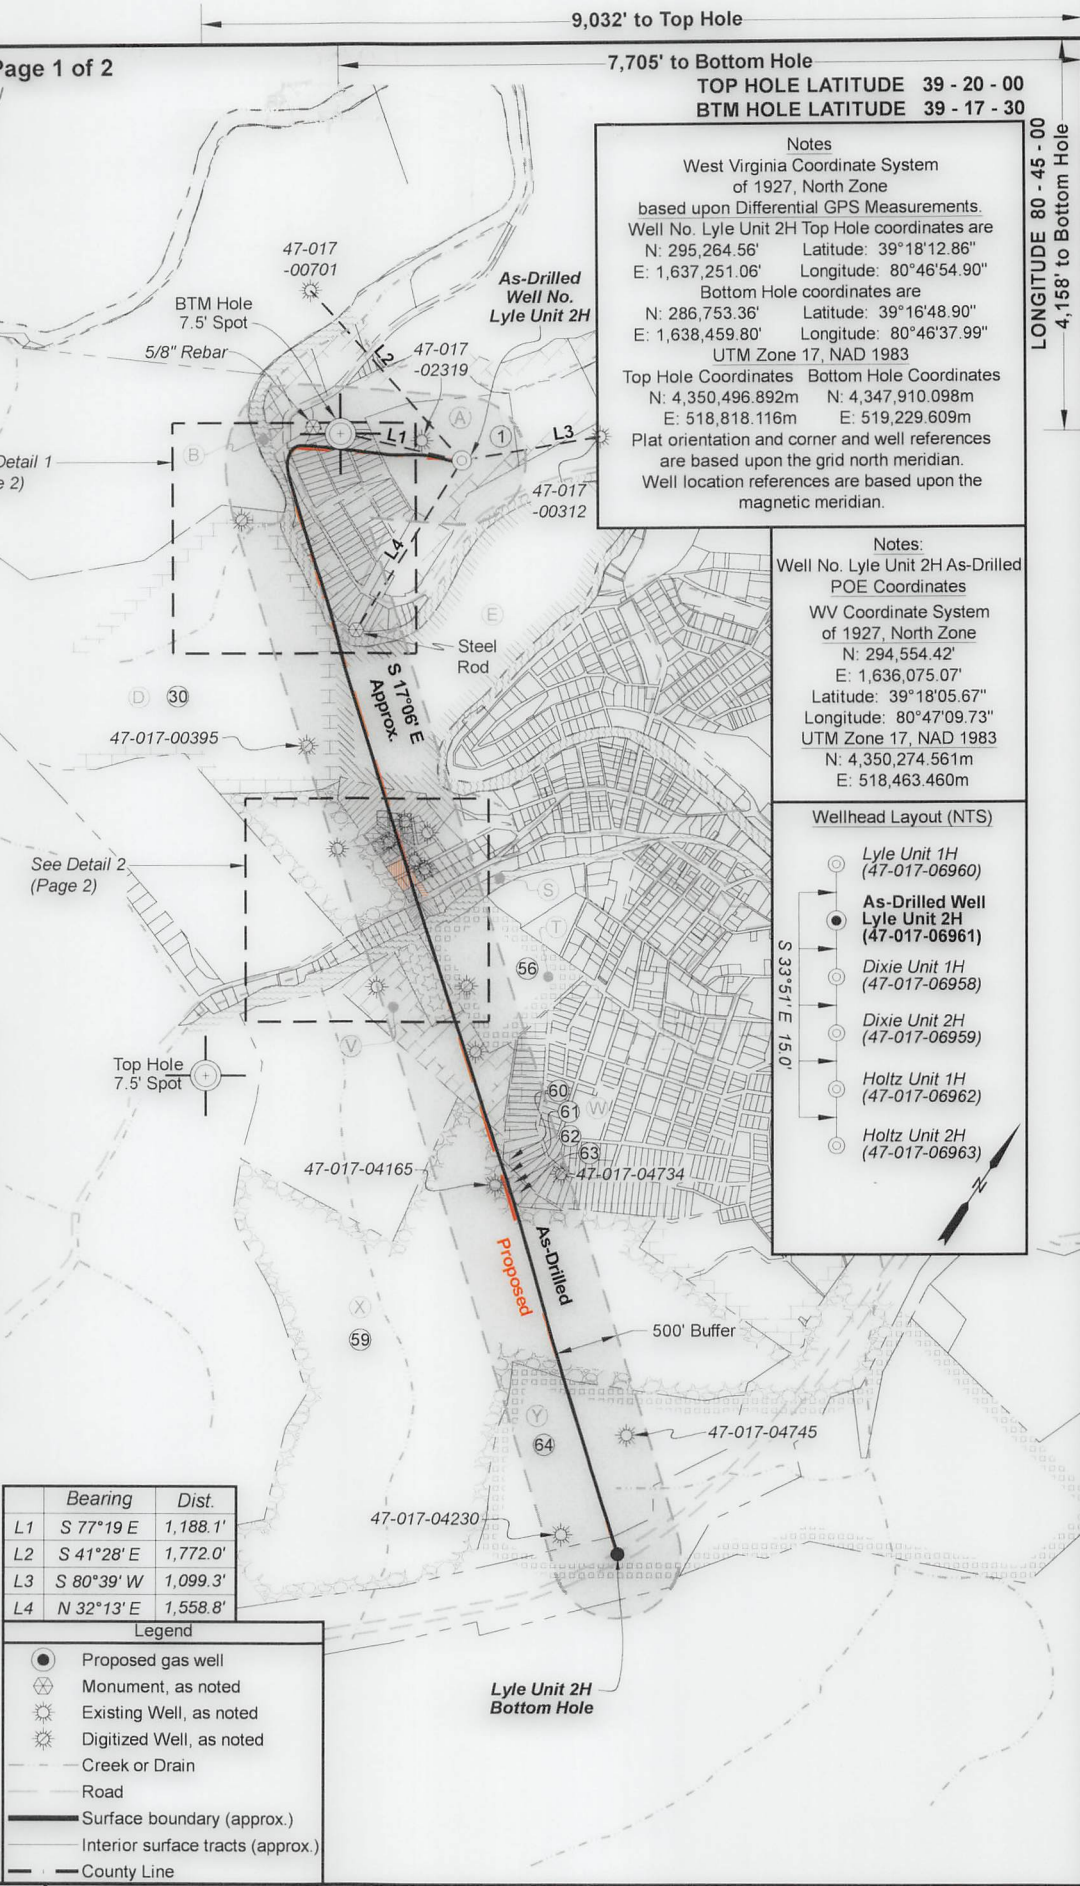 9,032' to Top Hole
Page 1 of 2
7,705' to Bottom Hole
TOP HOLE LATITUDE 39 - 20 - 00
BTM HOLE LATITUDE 39 - 17 - 30
LONGITUDE 80 - 45 - 00
4,158' to Bottom Hole
Notes
West Virginia Coordinate System
of 1927, North Zone
based upon Differential GPS Measurements.
Well No. Lyle Unit 2H Top Hole coordinates are
N: 295,264.56' Latitude: 39°18'12.86"
E: 1,637,251.06' Longitude: 80°46'54.90"
Bottom Hole coordinates are
N: 286,753.36' Latitude: 39°16'48.90"
E: 1,638,459.80' Longitude: 80°46'37.99"
UTM Zone 17, NAD 1983
Top Hole Coordinates Bottom Hole Coordinates
N: 4,350,496.892m N: 4,347,910.098m
E: 518,818.116m E: 519,229.609m
Plat orientation and corner and well references
are based upon the grid north meridian.
Well location references are based upon the
magnetic meridian.
47-017
-00701
BTM Hole
7.5' Spot
5/8" Rebar
As-Drilled
Well No.
Lyle Unit 2H
47-017
-02319
L2
L1
A
1
L3
B
Detail 1
e 2)
47-017
-00312
L4
E
Steel
Rod
S 17°06' E
Approx.
D
30
47-017-00395
Notes:
Well No. Lyle Unit 2H As-Drilled
POE Coordinates
WV Coordinate System
of 1927, North Zone
N: 294,554.42'
E: 1,636,075.07'
Latitude: 39°18'05.67"
Longitude: 80°47'09.73"
UTM Zone 17, NAD 1983
N: 4,350,274.561m
E: 518,463.460m
See Detail 2
(Page 2)
S
T
56
V
Wellhead Layout (NTS)
Lyle Unit 1H
(47-017-06960)
As-Drilled Well
Lyle Unit 2H
(47-017-06961)
Dixie Unit 1H
(47-017-06958)
Dixie Unit 2H
(47-017-06959)
Holtz Unit 1H
(47-017-06962)
Holtz Unit 2H
(47-017-06963)
S 33°51' E 15.0'
N
Top Hole
7.5' Spot
60
61
W
62
63
47-017-04165
47-017-04734
As-Drilled
Proposed
X
59
500' Buffer
Y
64
47-017-04745
47-017-04230
Bearing Dist.
L1 S 77°19 E 1,188.1'
L2 S 41°28' E 1,772.0'
L3 S 80°39' W 1,099.3'
L4 N 32°13' E 1,558.8'
Lyle Unit 2H
Bottom Hole
Legend
Proposed gas well
Monument, as noted
Existing Well, as noted
Digitized Well, as noted
Creek or Drain
Road
Surface boundary (approx.)
Interior surface tracts (approx.)
County Line